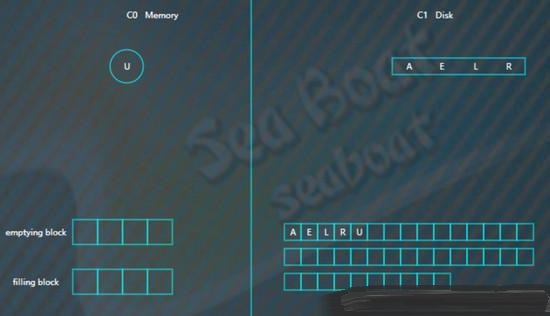 C0 Memory
C1 Disk
U
A E L R
Sea Boat
seaboat
emptying block
A E L R U
filling block